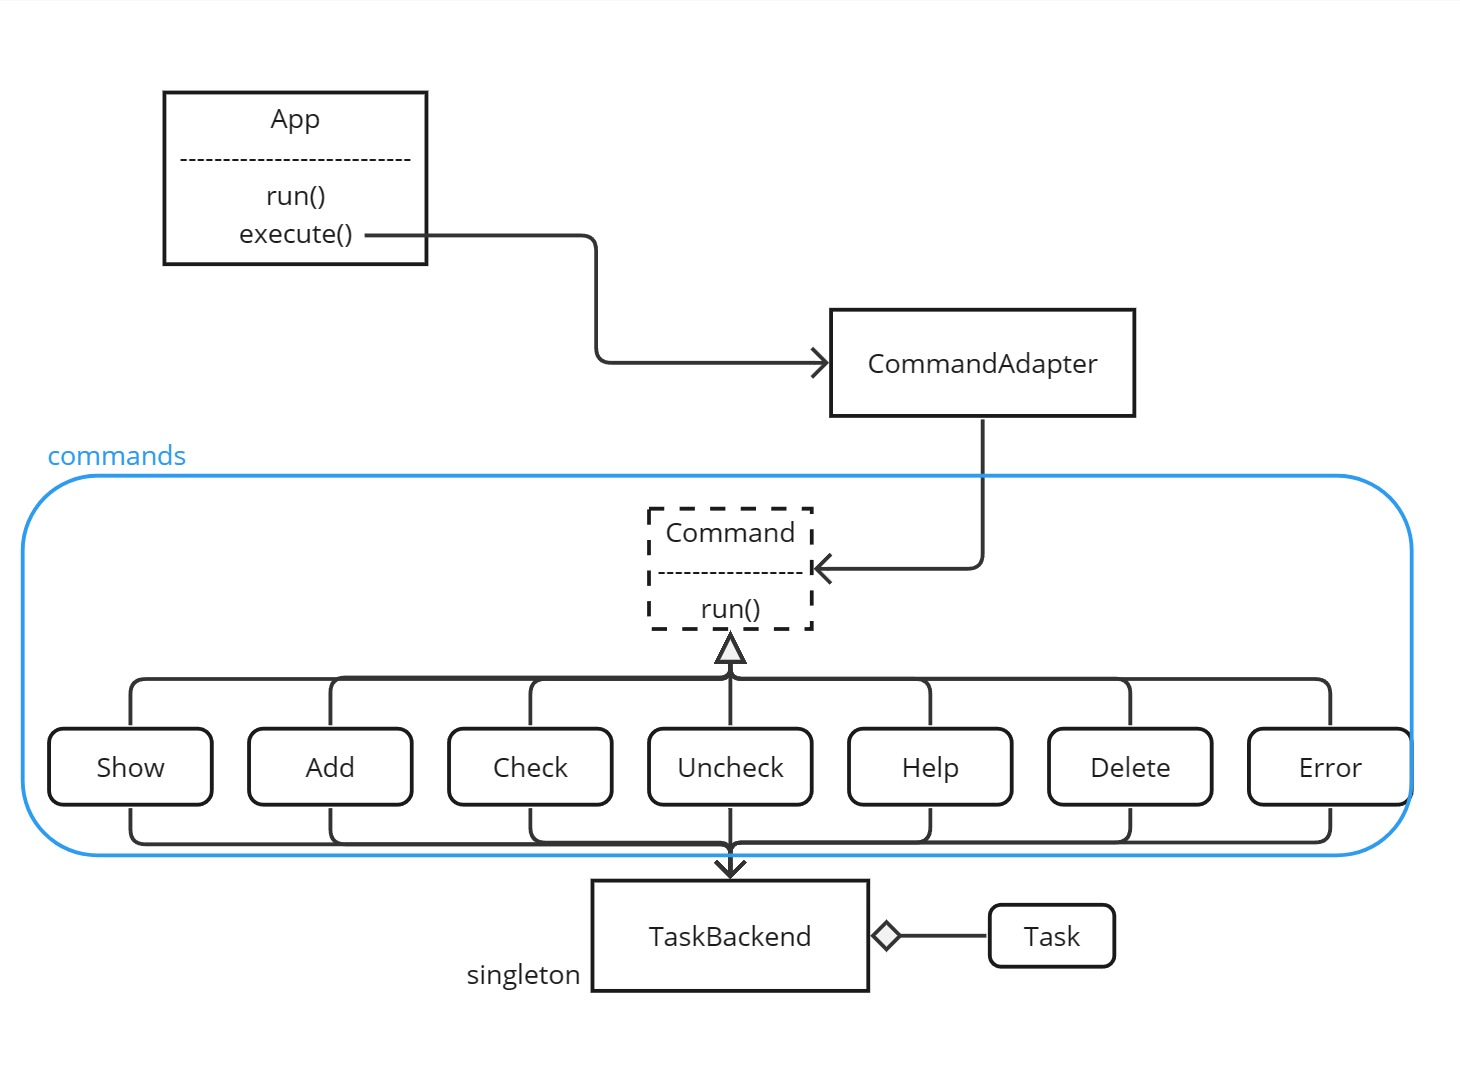 App
run()
execute()
CommandAdapter
commands
Command
run()
Show
Add
Check
Uncheck
Help
Delete
Error
TaskBackend
Task
singleton